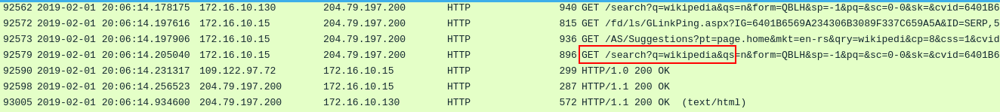 92562 2019-02-01 20:06:14.178175 172.16.10.130 204.79.197.200 HTTP 940 GET /search?q=wikipedia&qs=n&form=QBLH&sp=-1&pq=&sc=0-0&sk=&cvid=6401B6
92572 2019-02-01 20:06:14.197616 172.16.10.15 204.79.197.200 HTTP 815 GET /fd/ls/GLinkPing.aspx?IG=6401B6569A234306B3089F337C659A5A&ID=SERP,5
92573 2019-02-01 20:06:14.197906 172.16.10.15 204.79.197.200 HTTP 936 GET /AS/Suggestions?pt=page.home&mkt=en-rs&qry=wikipedi&cp=8&css=1&cvid
92579 2019-02-01 20:06:14.205040 172.16.10.15 204.79.197.200 HTTP 896 GET /search?q=wikipedia&qs=n&form=QBLH&sp=-1&pq=&sc=0-0&sk=&cvid=6401B6
92590 2019-02-01 20:06:14.231317 109.122.97.72 172.16.10.15 HTTP 299 HTTP/1.0 200 OK
92598 2019-02-01 20:06:14.256523 204.79.197.200 172.16.10.15 HTTP 287 HTTP/1.1 200 OK
93005 2019-02-01 20:06:14.934600 204.79.197.200 172.16.10.130 HTTP 572 HTTP/1.1 200 OK (text/html)